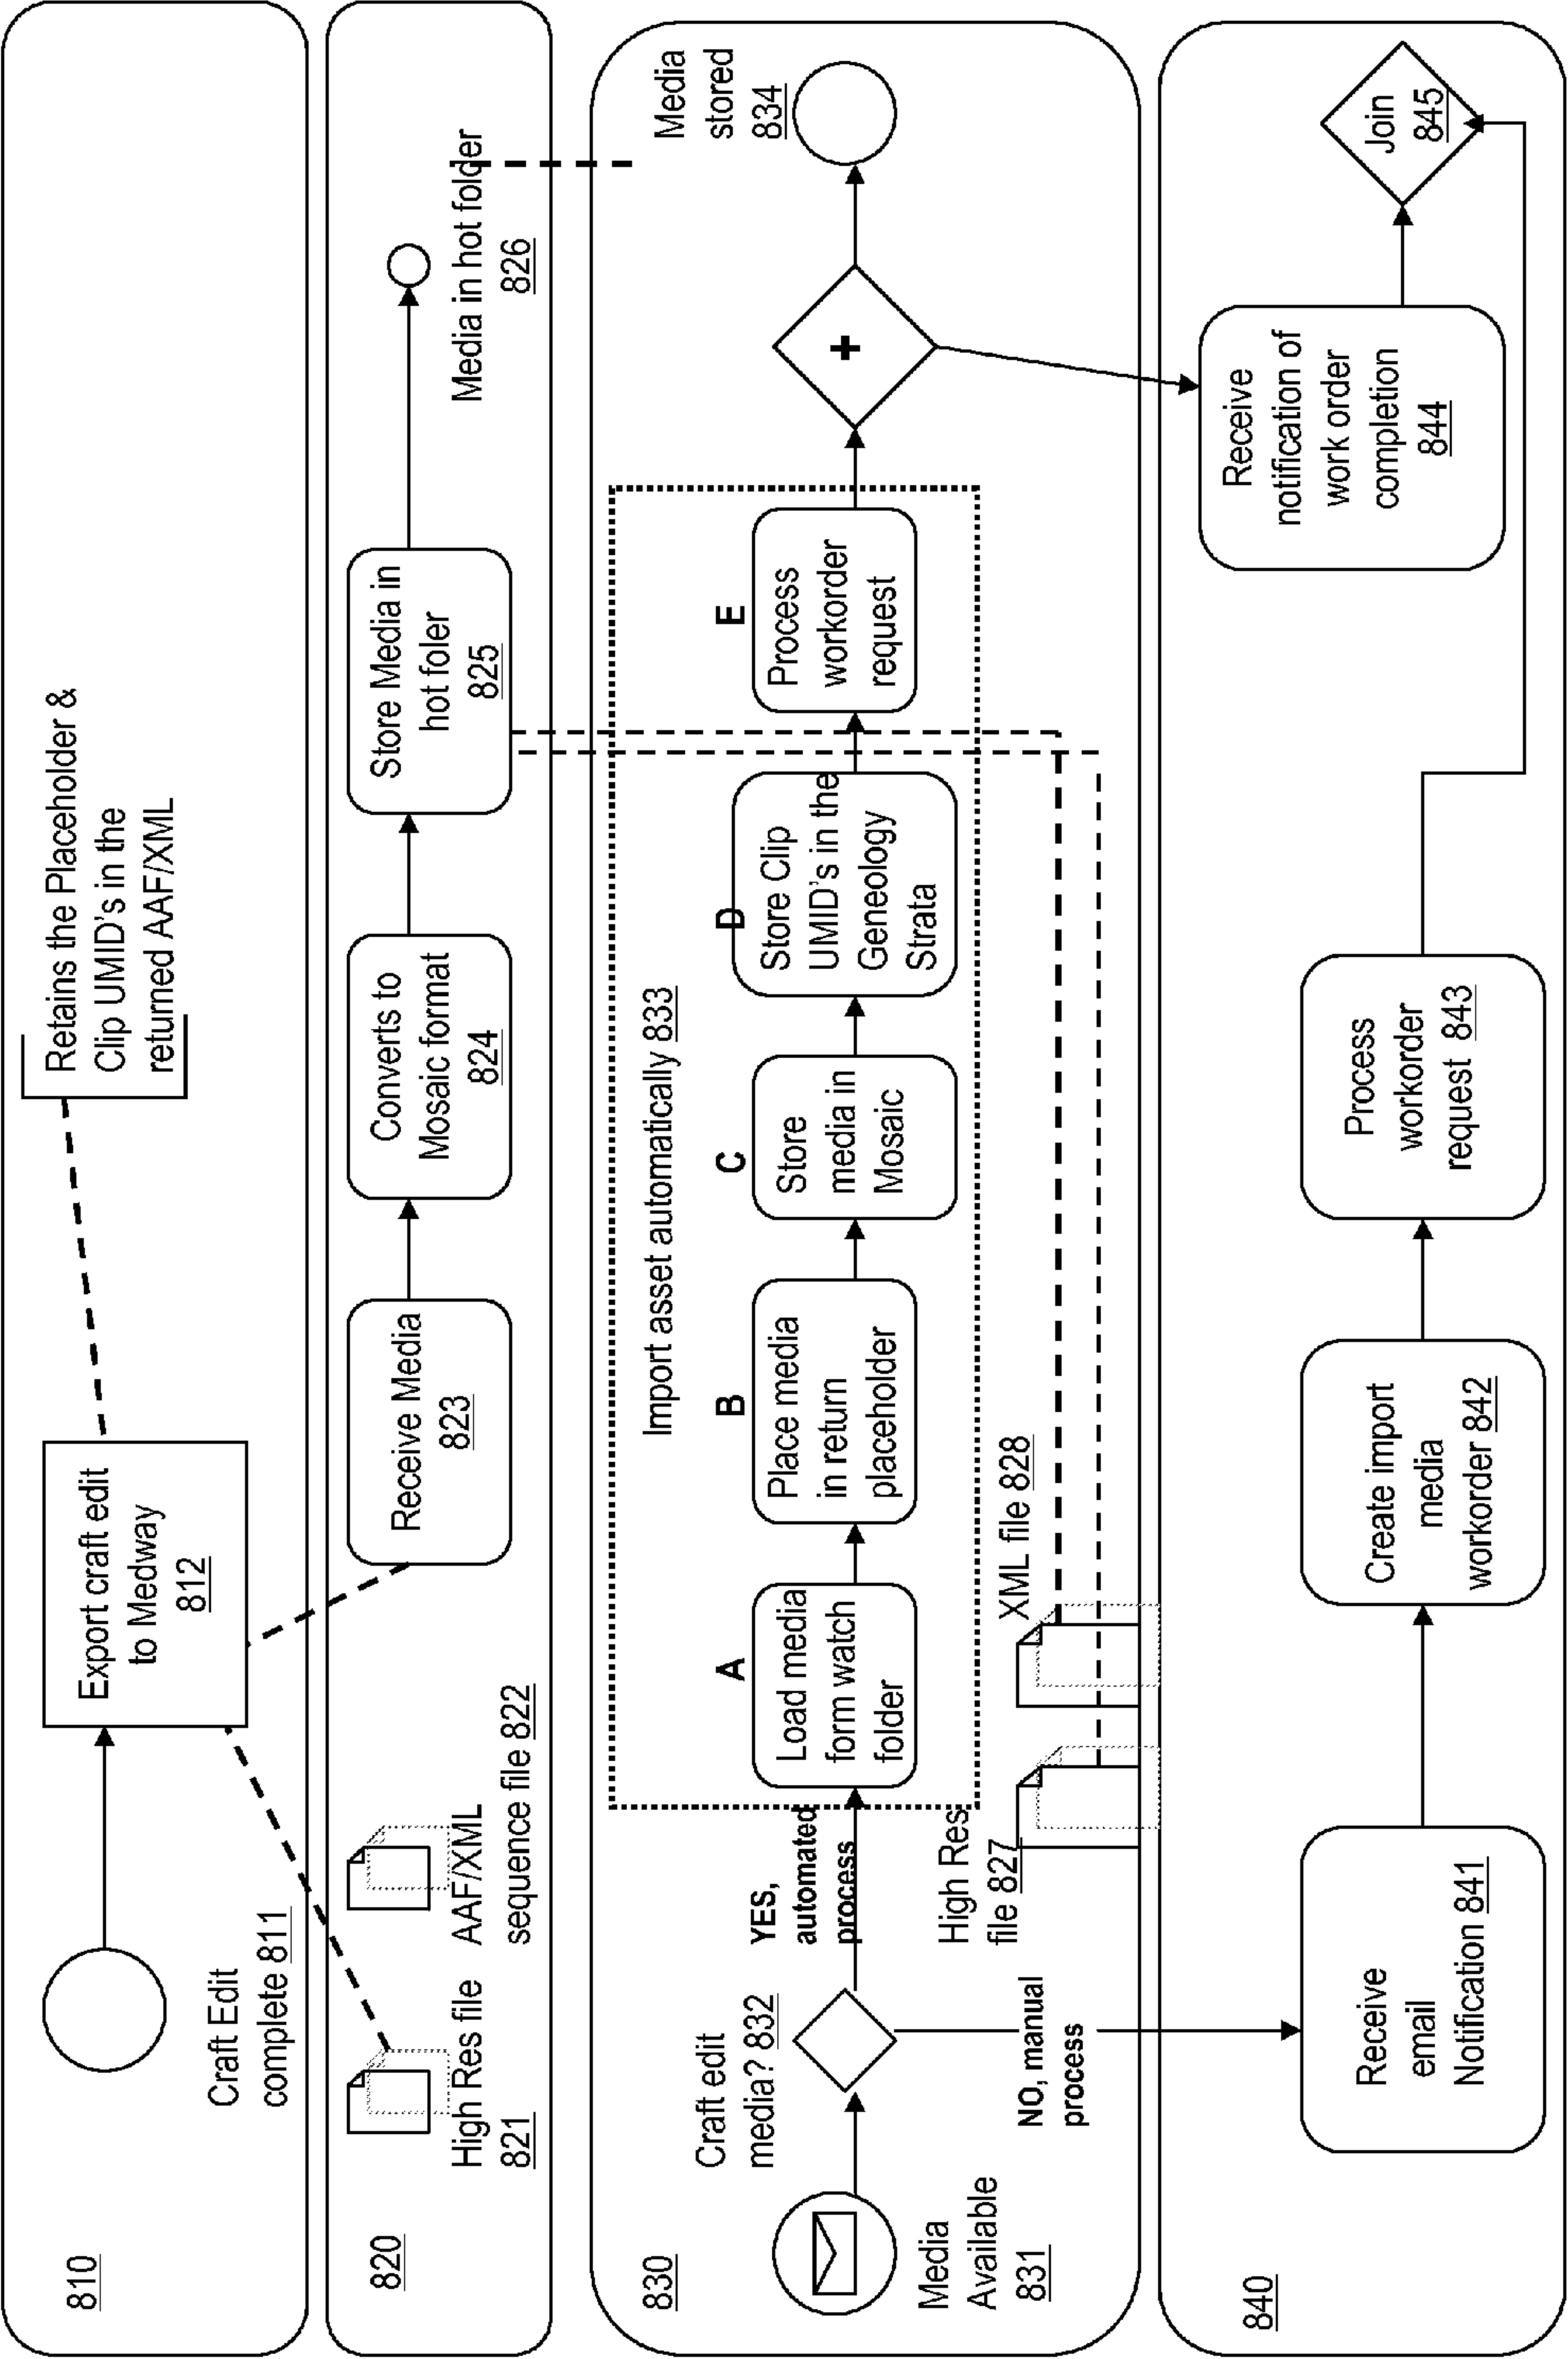 810
Craft Edit
complete 811
Export craft edit
to Medway
812
Retains the Placeholder &
Clip UMID's in the
returned AAF/XML
820
High Res file
821
AAF/XML
sequence file 822
Receive Media
823
Converts to
Mosaic format
824
Store Media in
hot foler
825
Media in hot folder
826
830
Media
Available
831
Craft edit
media? 832
YES,
automated
process
NO, manual
process
Import asset automatically 833
A
Load media
form watch
folder
B
Place media
in return
placeholder
C
Store
media in
Mosaic
D
Store Clip
UMID's in the
Geneology
Strata
E
Process
workorder
request
+
Media
stored
834
High Res
file 827
XML file 828
840
Receive
email
Notification 841
Create import
media
workorder 842
Process
workorder
request 843
Receive
notification of
work order
completion
844
Join
845